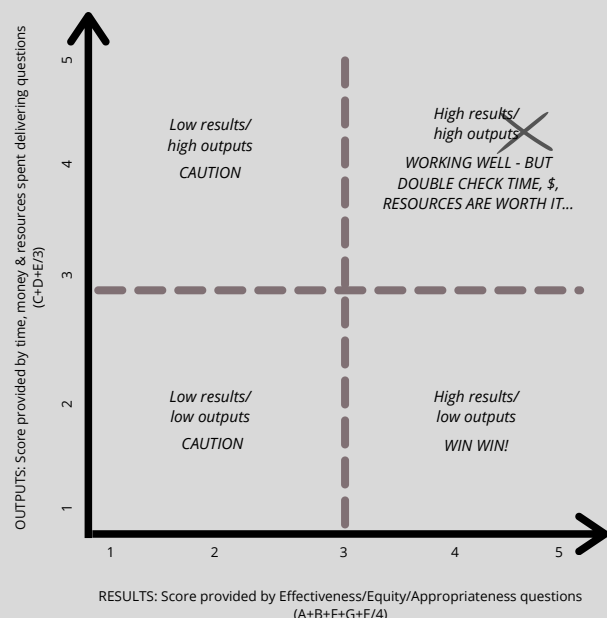 OUTPUTS: Score provided by time, money & resources spent delivering questions
(C+D+E/3)
5
4
3
2
1
Low results/
high outputs
CAUTION
High results/
high outputs
WORKING WELL - BUT
DOUBLE CHECK TIME, $,
RESOURCES ARE WORTH IT...
Low results/
low outputs
CAUTION
High results/
low outputs
WIN WIN!
1 2 3 4 5
RESULTS: Score provided by Effectiveness/Equity/Appropriateness questions
(A+B+F+G+E/4)